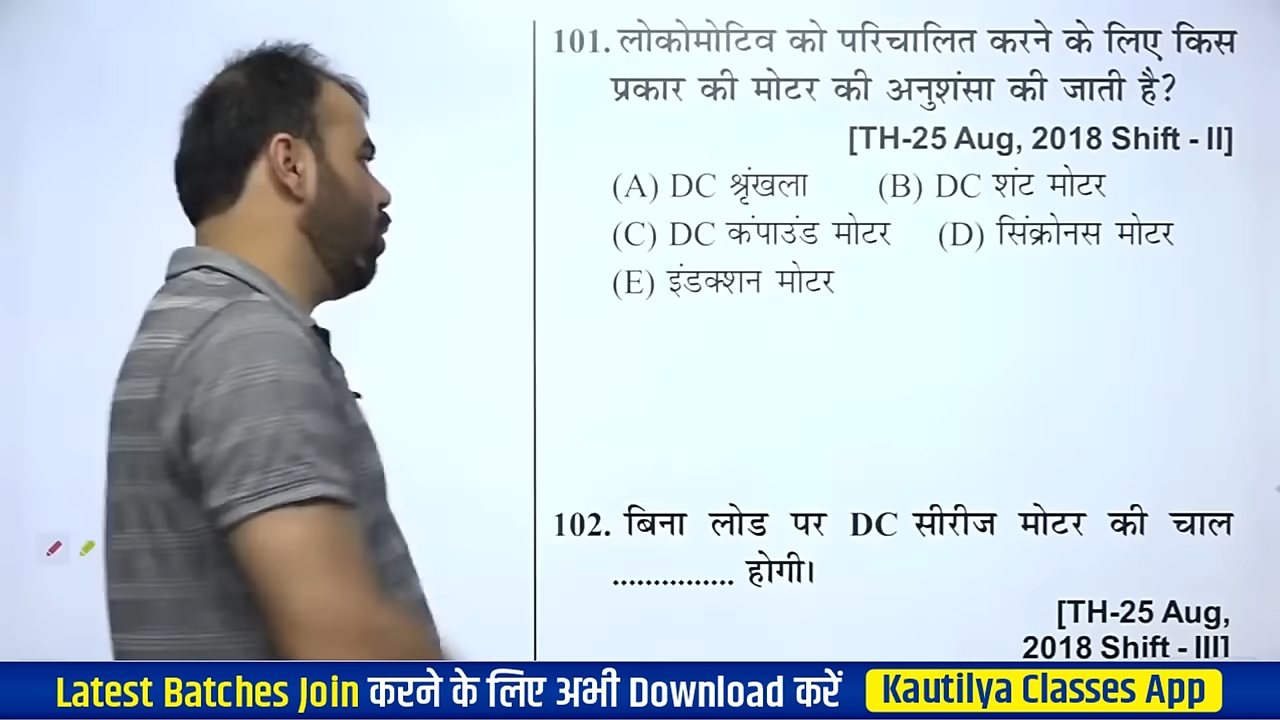 101. लोकोमोटिव को परिचालित करने के लिए किस
प्रकार की मोटर की अनुशंसा की जाती है?
[TH-25 Aug, 2018 Shift - II]
(A) DC श्रृंखला (B) DC शंट मोटर
(C) DC कंपाउंड मोटर (D) सिंक्रोनस मोटर
(E) इंडक्शन मोटर
102. बिना लोड पर DC सीरीज मोटर की चाल
............... होगी।
[TH-25 Aug,
2018 Shift - III]
Latest Batches Join करने के लिए अभी Download करें Kautilya Classes App